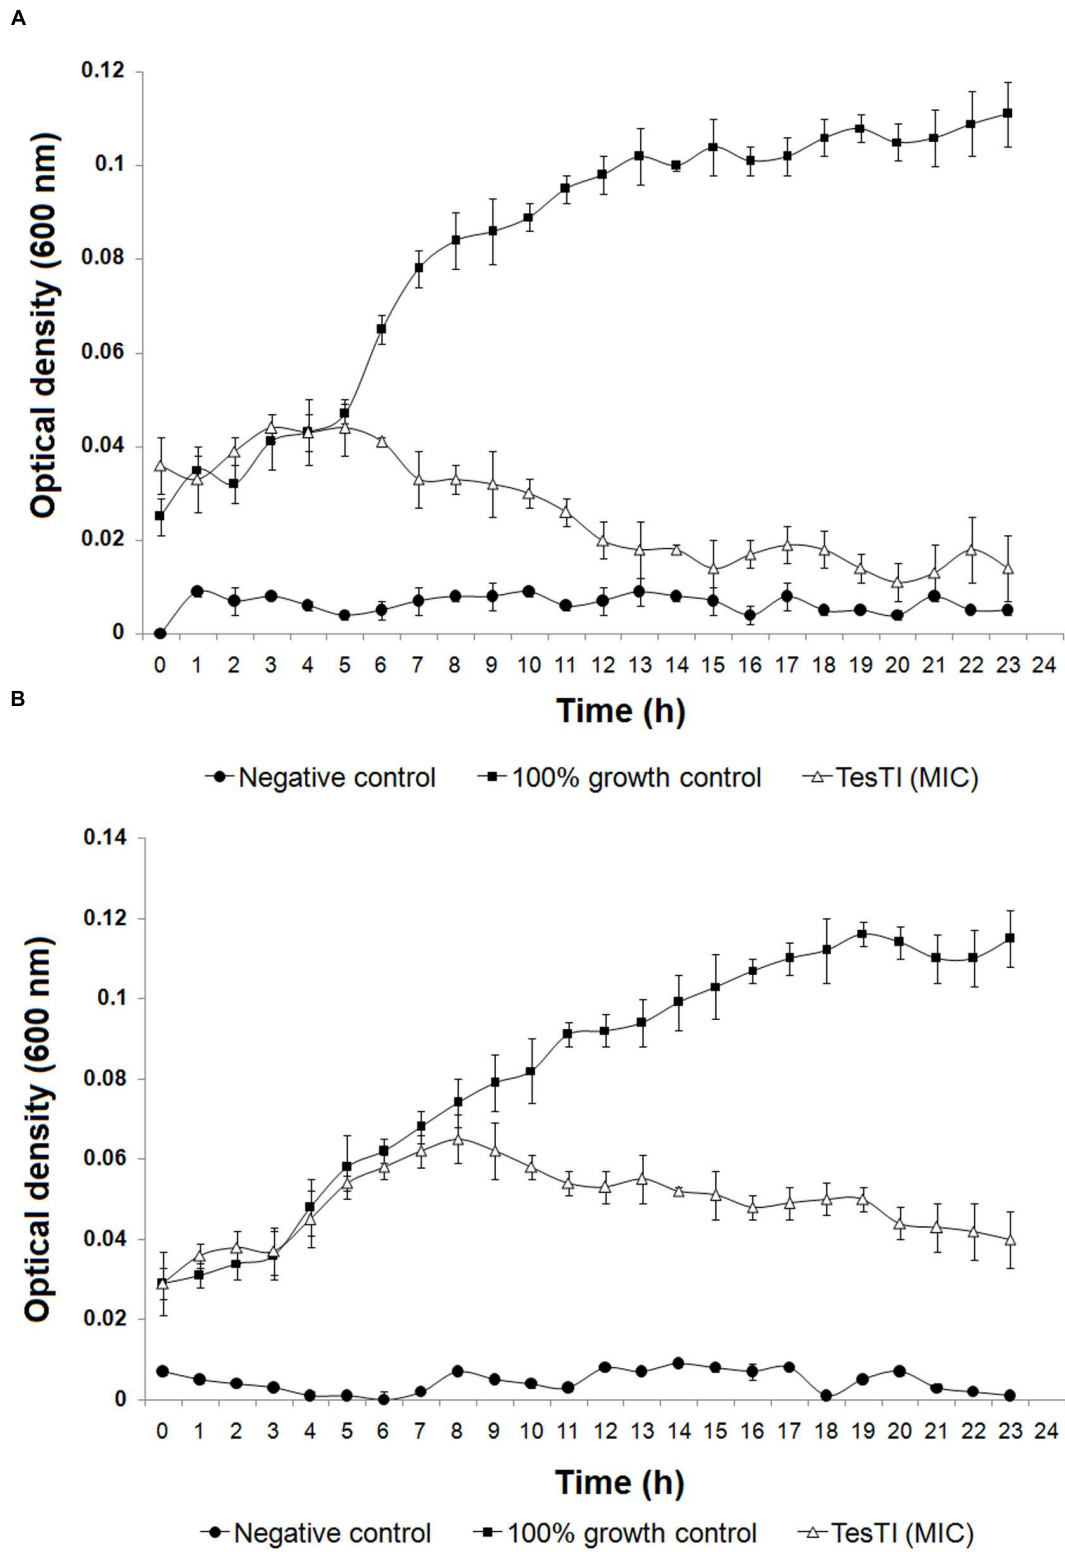 A
0.12
0.1
0.08
0.06
0.04
0.02
0
Optical density (600 nm)
0 1 2 3 4 5 6 7 8 9 10 11 12 13 14 15 16 17 18 19 20 21 22 23 24
Time (h)
Negative control 100% growth control TesTI (MIC)
B
0.14
0.12
0.1
0.08
0.06
0.04
0.02
0
Optical density (600 nm)
0 1 2 3 4 5 6 7 8 9 10 11 12 13 14 15 16 17 18 19 20 21 22 23 24
Time (h)
Negative control 100% growth control TesTI (MIC)